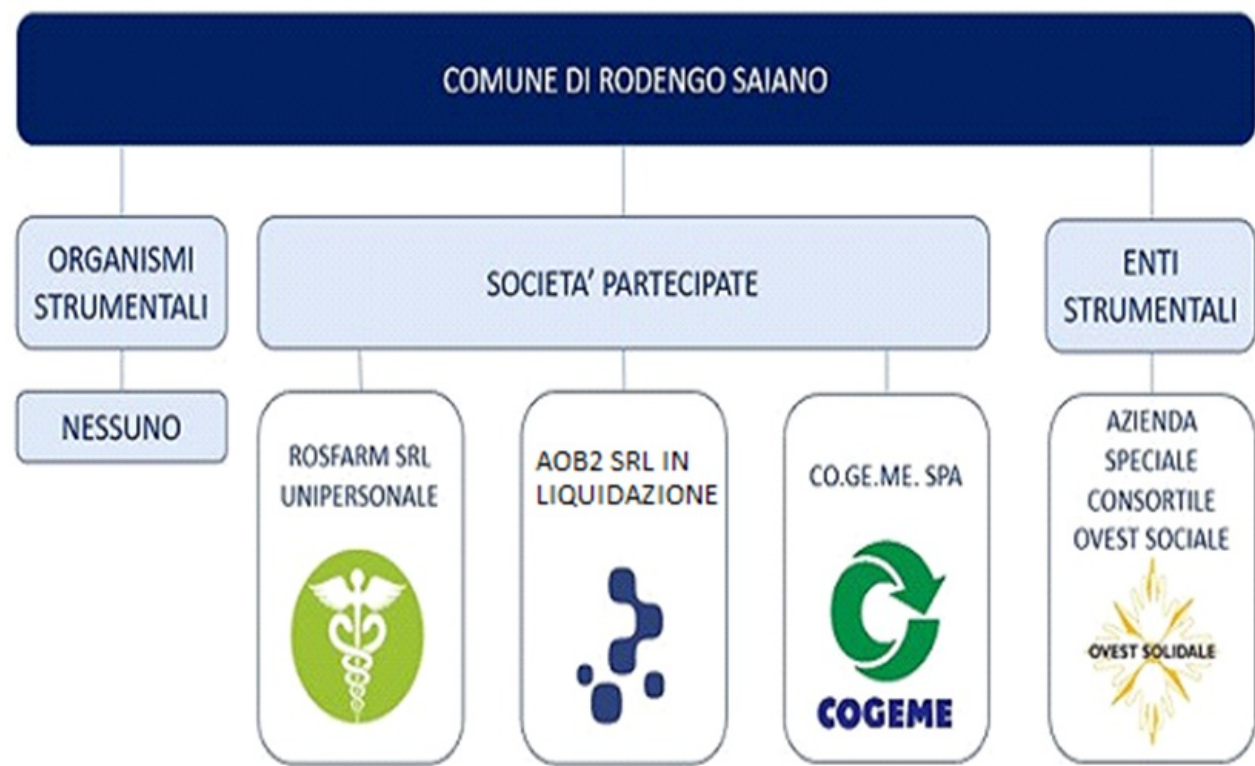 COMUNE DI RODENGO SAIANO
ORGANISMI
STRUMENTALI
SOCIETA’ PARTECIPATE
ENTI
STRUMENTALI
NESSUNO
ROSFARM SRL
UNIPERSONALE
AOB2 SRL IN
LIQUIDAZIONE
CO.GE.ME. SPA
COGEME
AZIENDA
SPECIALE
CONSORTILE
OVEST SOCIALE
OVEST SOLIDALE